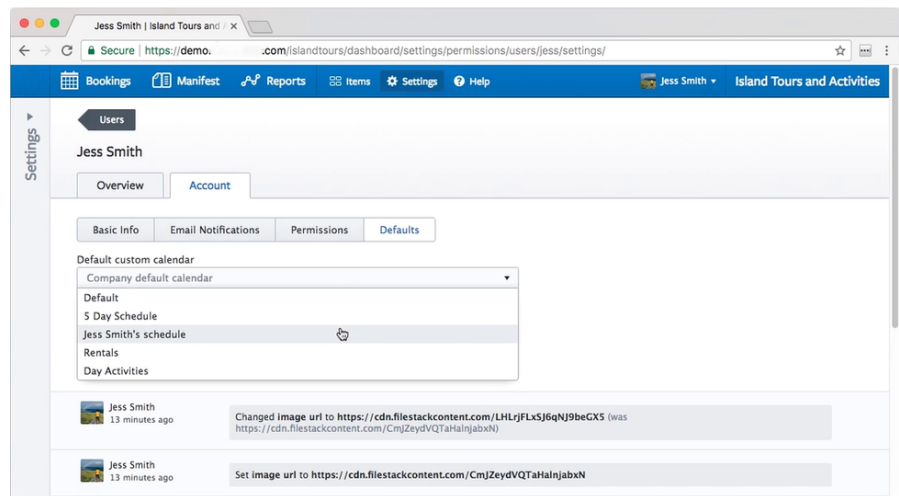 Jess Smith | Island Tours and A
Secure | https://demo. .com/islandtours/dashboard/settings/permissions/users/jess/settings/
Bookings Manifest Reports Items Settings Help Jess Smith Island Tours and Activities
Settings
Users
Jess Smith
Overview Account
Basic Info Email Notifications Permissions Defaults
Default custom calendar
Company default calendar
Default
5 Day Schedule
Jess Smith's schedule
Rentals
Day Activities
Jess Smith
13 minutes ago
Changed image url to https://cdn.filestackcontent.com/LHLrjFLxSJ6qNJ9beGX5 (was
https://cdn.filestackcontent.com/CmJZeydVQTaHaInjabxN)
Jess Smith
13 minutes ago
Set image url to https://cdn.filestackcontent.com/CmJZeydVQTaHaInjabxN